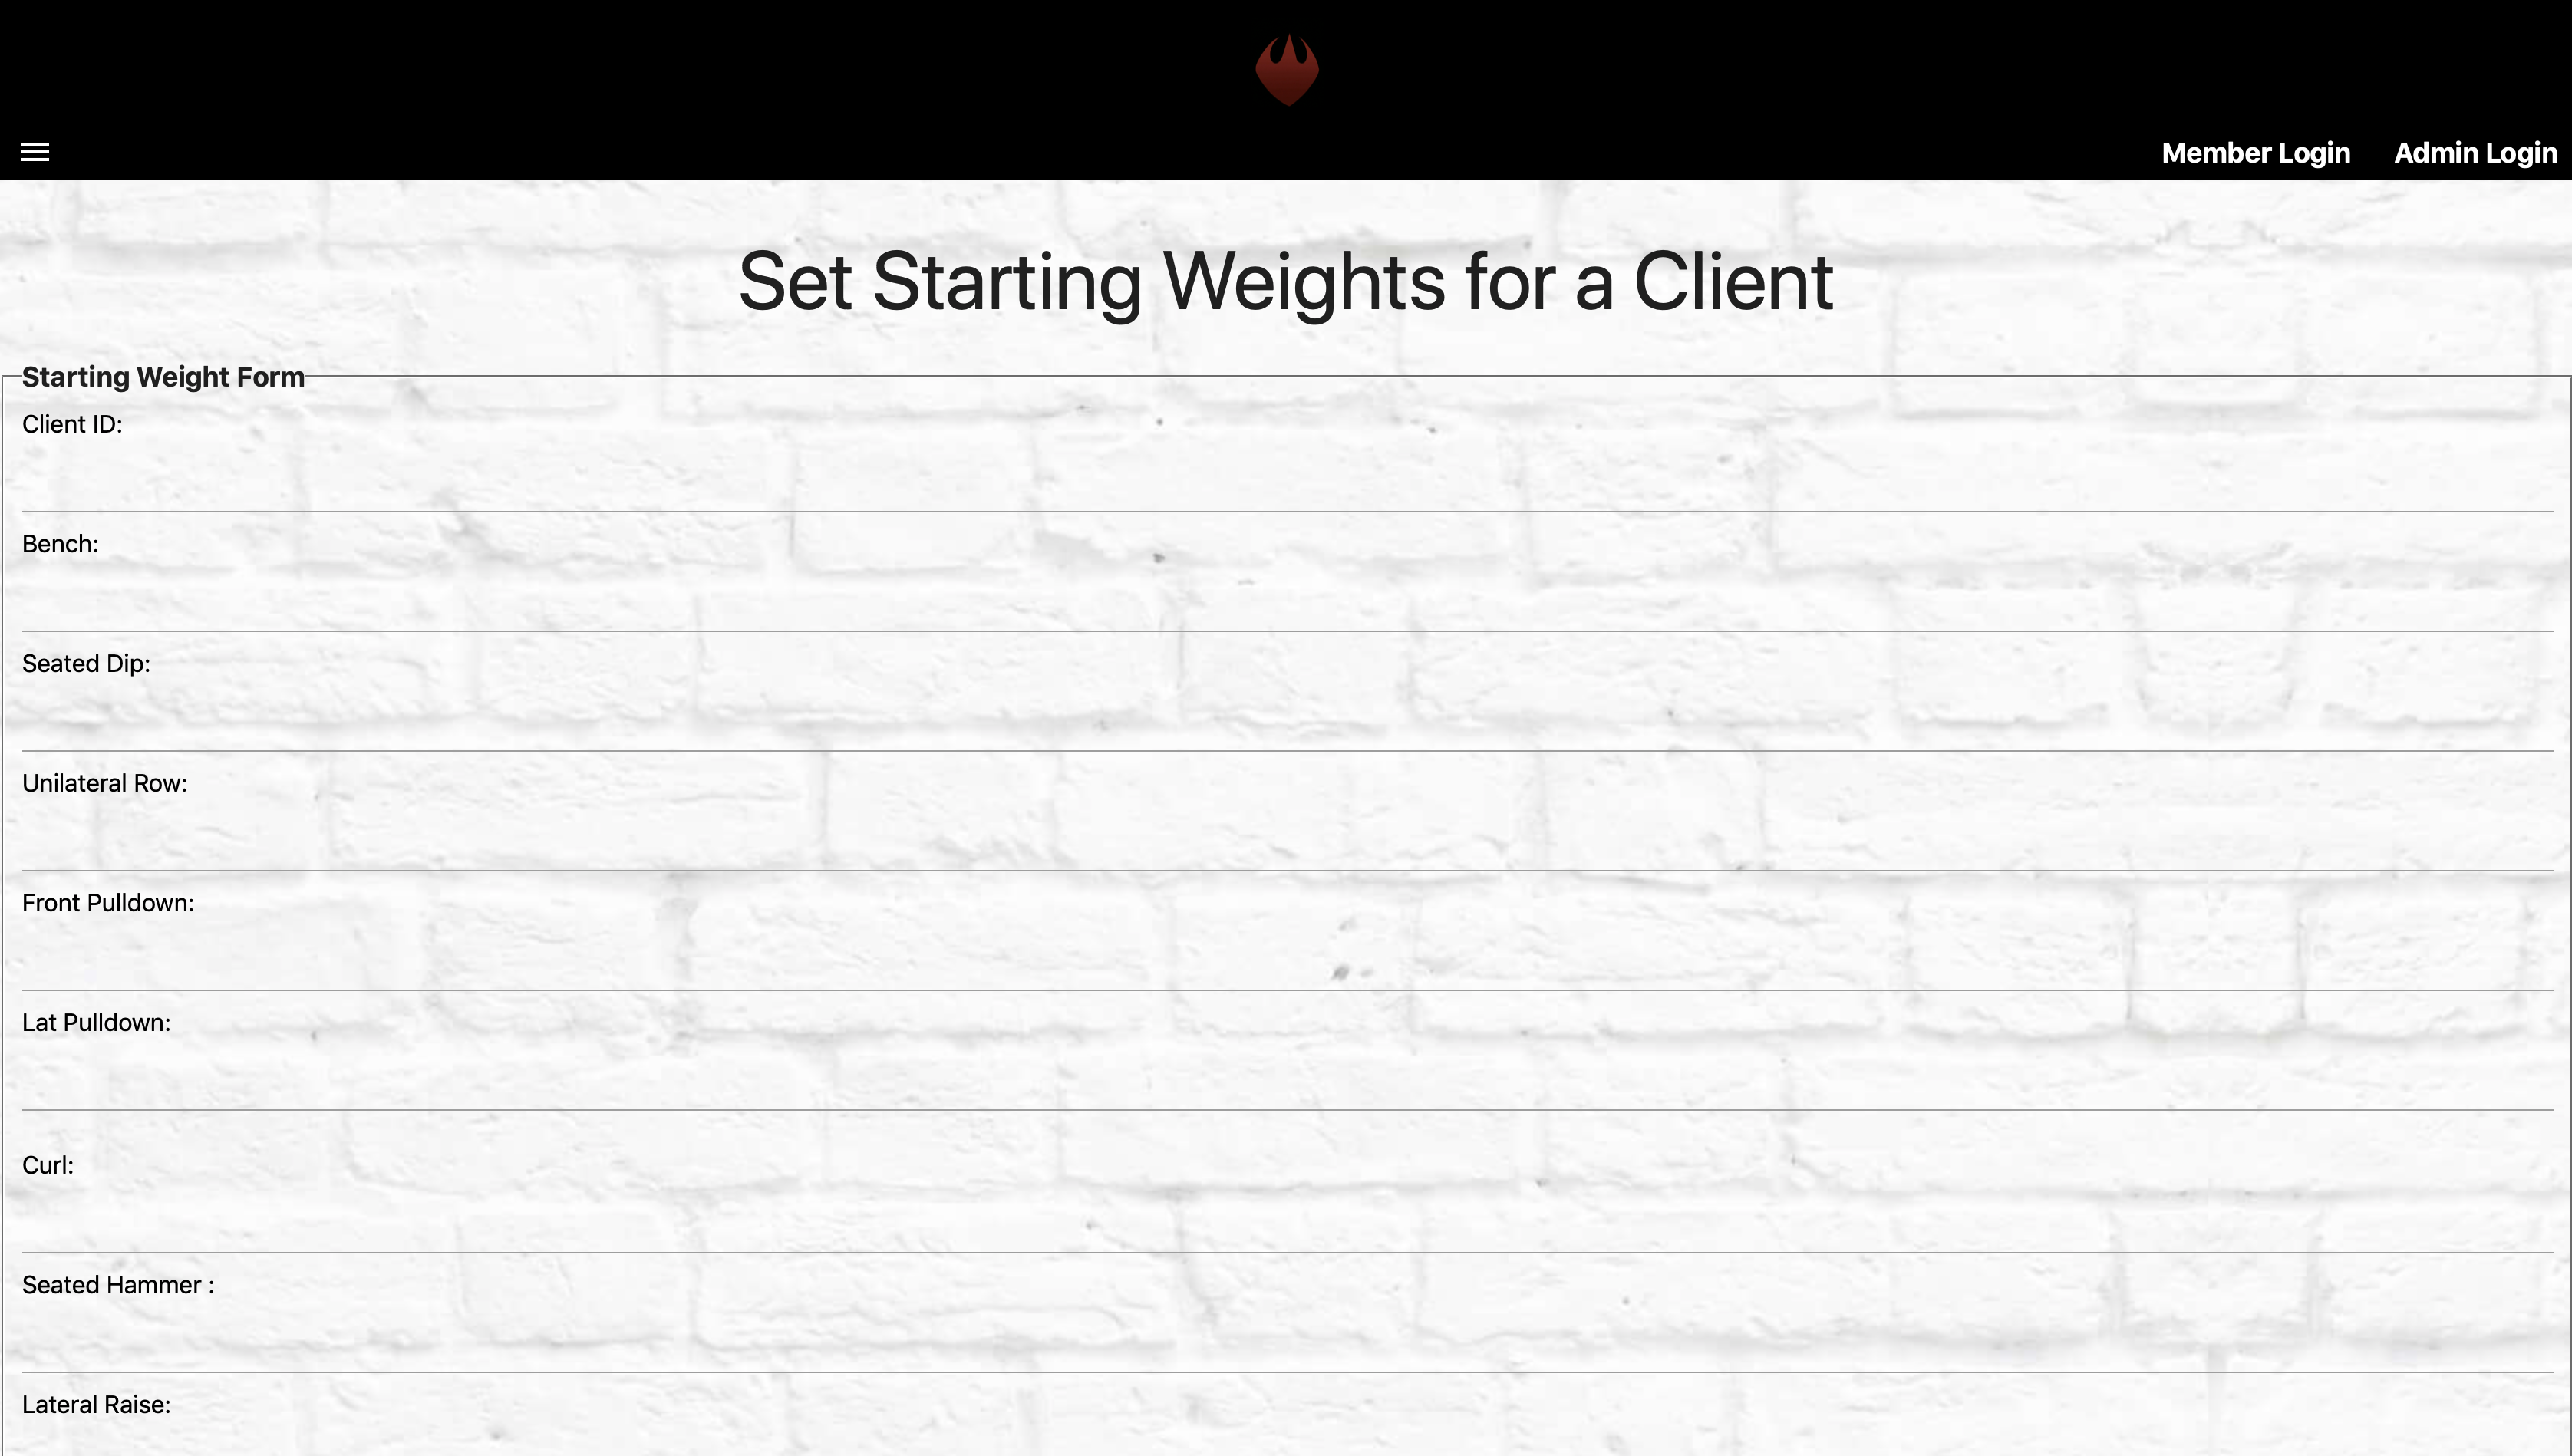 Member Login Admin Login
Set Starting Weights for a Client
Starting Weight Form
Client ID:
Bench:
Seated Dip:
Unilateral Row:
Front Pulldown:
Lat Pulldown:
Curl:
Seated Hammer :
Lateral Raise: